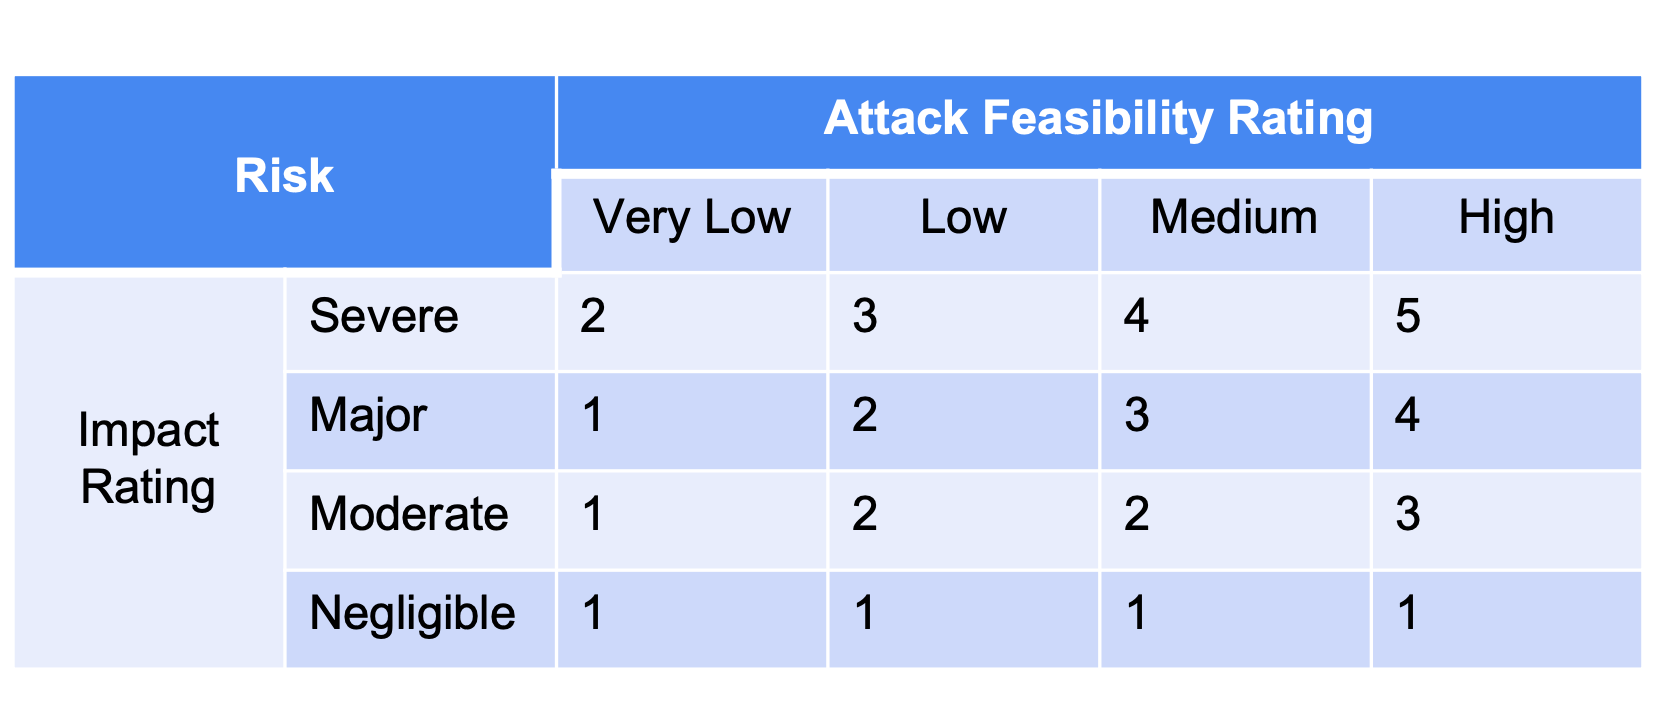 Risk
Attack Feasibility Rating
Very Low Low Medium High
Impact
Rating
Severe 2 3 4 5
Major 1 2 3 4
Moderate 1 2 2 3
Negligible 1 1 1 1